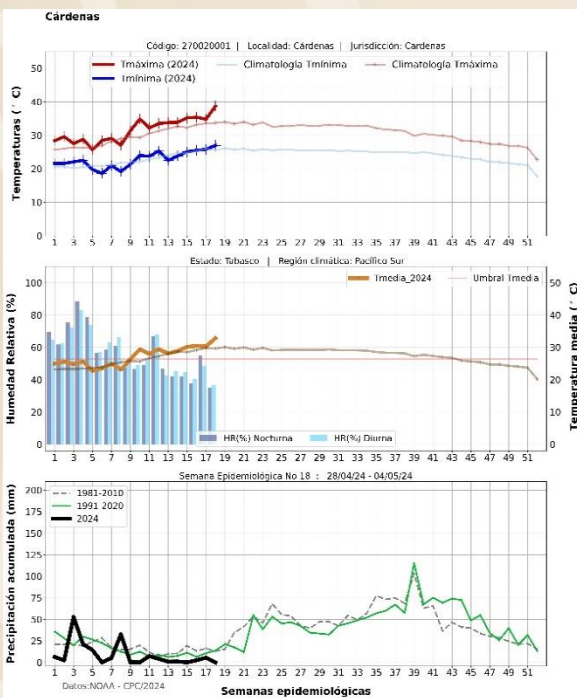 Cárdenas
Código: 270020001 | Localidad: Cárdenas | Jurisdicción: Cardenas
Tmáxima (2024)
Tmínima (2024)
Climatología Tmínima
Climatología Tmáxima
Temperaturas (° C)
50
40
30
20
10
0
1 3 5 7 9 11 13 15 17 19 21 23 25 27 29 31 33 35 37 39 41 43 45 47 49 51
Estado: Tabasco | Región climática: Pacífico Sur
Tmedia_2024
Umbral Tmedia
Humedad Relativa (%)
100
80
60
40
20
0
Temperatura media (° C)
50
40
30
20
10
0
HR(%) Nocturna
HR(%) Diurna
1 3 5 7 9 11 13 15 17 19 21 23 25 27 29 31 33 35 37 39 41 43 45 47 49 51
Semana Epidemiológica No 18 : 28/04/24 - 04/05/24
1981-2010
1991 2020
2024
Precipitación acumulada (mm)
200
175
150
125
100
75
50
25
0
1 3 5 7 9 11 13 15 17 19 21 23 25 27 29 31 33 35 37 39 41 43 45 47 49 51
Datos:NOAA - CPC/2024
Semanas epidemiológicas